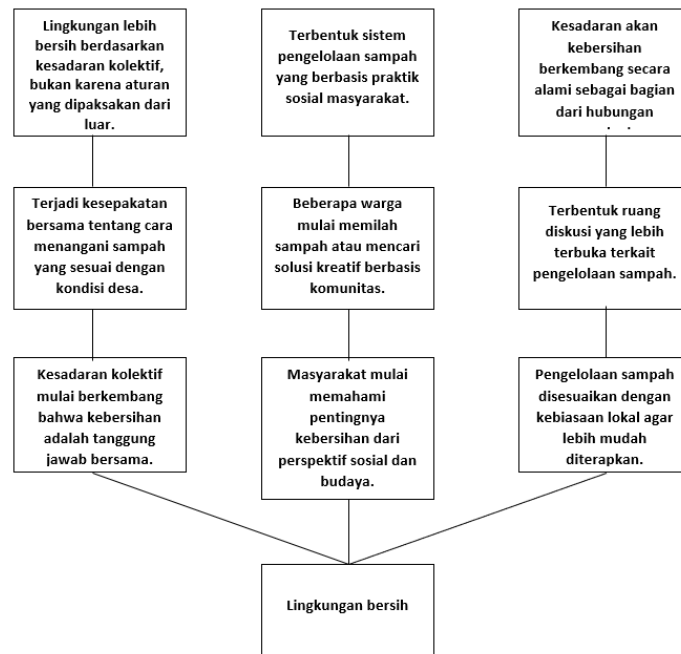 Lingkungan lebih
bersih berdasarkan
kesadaran kolektif,
bukan karena aturan
yang dipaksakan dari
luar.
Terbentuk sistem
pengelolaan sampah
yang berbasis praktik
sosial masyarakat.
Kesadaran akan
kebersihan
berkembang secara
alami sebagai bagian
dari hubungan
Terjadi kesepakatan
bersama tentang cara
menangani sampah
yang sesuai dengan
kondisi desa.
Beberapa warga
mulai memilah
sampah atau mencari
solusi kreatif berbasis
komunitas.
Terbentuk ruang
diskusi yang lebih
terbuka terkait
pengelolaan sampah.
Kesadaran kolektif
mulai berkembang
bahwa kebersihan
adalah tanggung
jawab bersama.
Masyarakat mulai
memahami
pentingnya
kebersihan dari
perspektif sosial dan
budaya.
Pengelolaan sampah
disesuaikan dengan
kebiasaan lokal agar
lebih mudah
diterapkan.
Lingkungan bersih